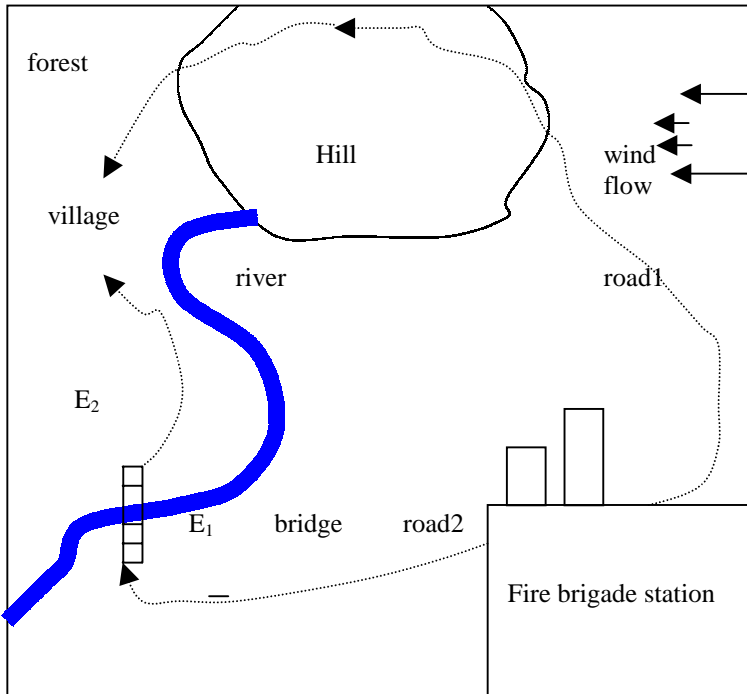 forest
Hill
wind
flow
village
river
road1
E₂
E₁ bridge road2
Fire brigade station